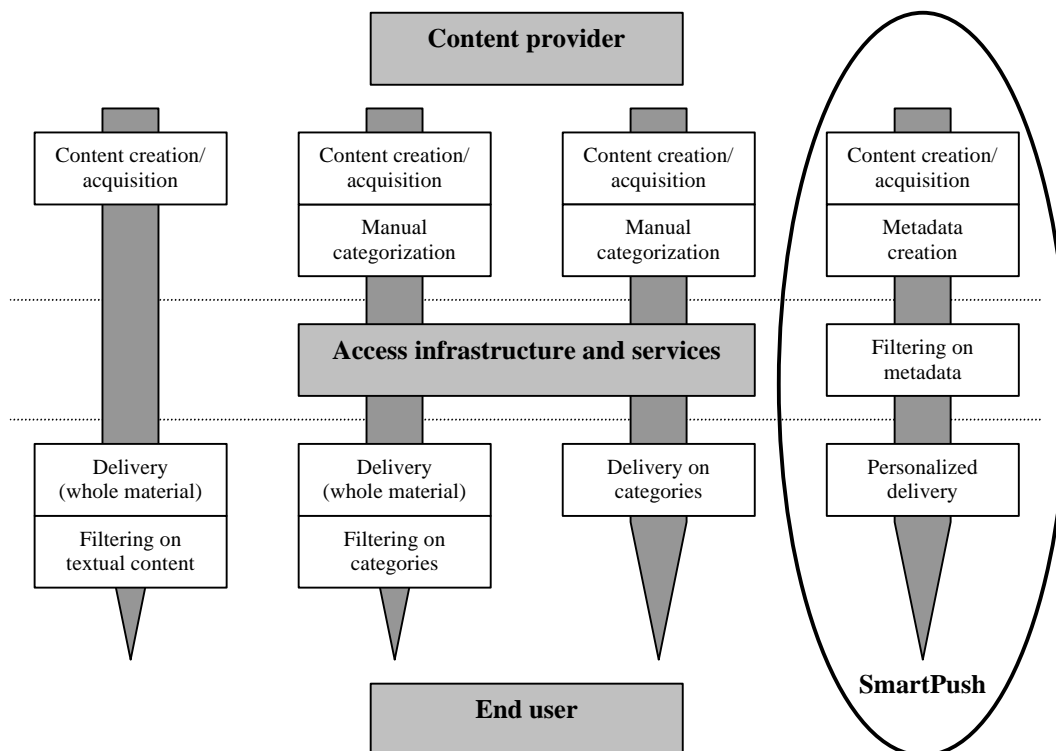 Content provider
Content creation/
acquisition
Content creation/
acquisition
Manual
categorization
Content creation/
acquisition
Manual
categorization
Content creation/
acquisition
Metadata
creation
Access infrastructure and services
Filtering on
metadata
Delivery
(whole material)
Filtering on
textual content
Delivery
(whole material)
Filtering on
categories
Delivery on
categories
Personalized
delivery
SmartPush
End user